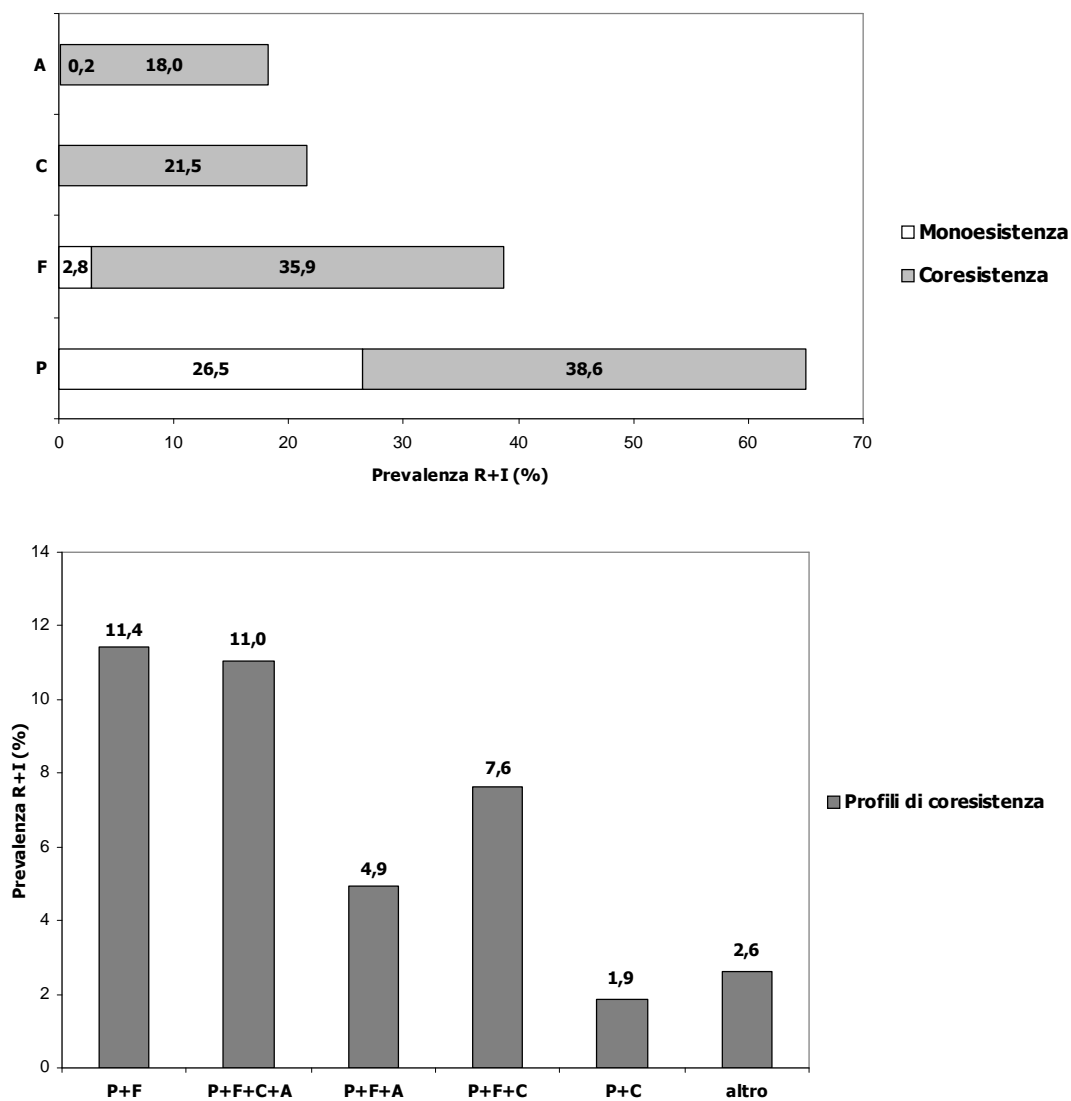 A
0,2
18,0
C
21,5
F
2,8
35,9
P
26,5
38,6
0 10 20 30 40 50 60 70
Prevalenza R+I (%)
Monoesistenza
Coresistenza
14
12
10
8
6
4
2
0
Prevalenza R+I (%)
11,4
11,0
4,9
7,6
1,9
2,6
P+F P+F+C+A P+F+A P+F+C P+C altro
Profili di coresistenza